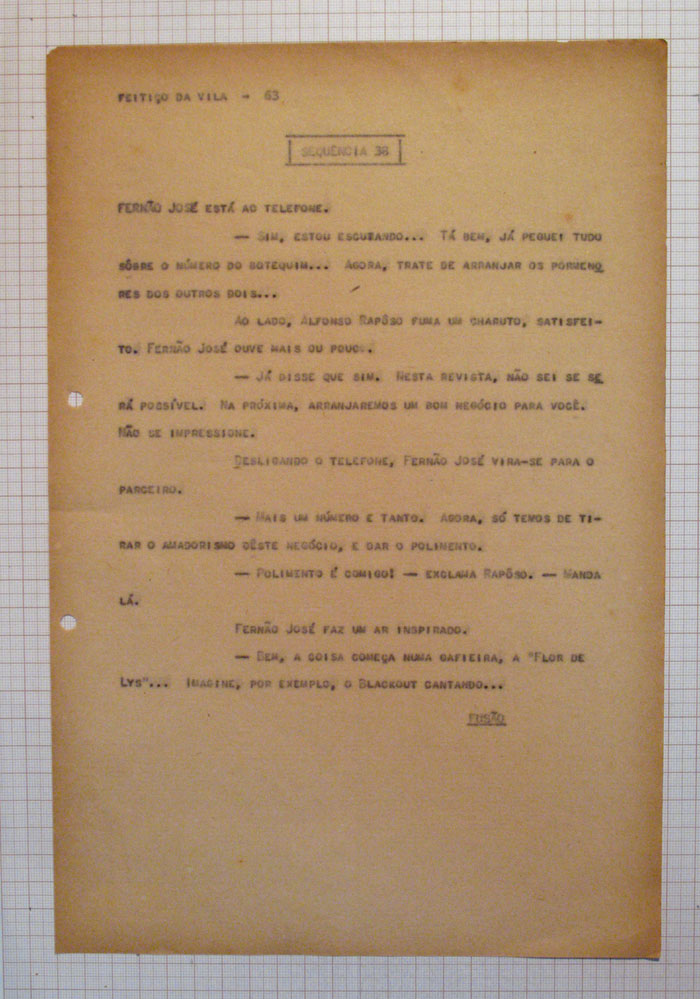 FEITIÇO DA VILA - 63
SEQUÊNCIA 38
FERNÃO JOSÉ ESTÁ AO TELEFONE.
— SIM, ESTOU ESCUTANDO... TÁ BEM, JÁ PEGUEI TUDO
SÔBRE O NÚMERO DO BOTEQUIM... AGORA, TRATE DE ARRANJAR OS PORMENO
RES DOS OUTROS DOIS...
AO LADO, ALFONSO RAPÔSO FUMA UM CHARUTO, SATISFEI-
TO. FERNÃO JOSÉ OUVE MAIS UM POUCO.
— JÁ DISSE QUE SIM. NESTA REVISTA, NÃO SEI SE SE
RÁ POSSÍVEL. NA PRÓXIMA, ARRANJAREMOS UM BOM NEGÓCIO PARA VOCÊ.
NÃO SE IMPRESSIONE.
DESLIGANDO O TELEFONE, FERNÃO JOSÉ VIRA-SE PARA O
PARCEIRO.
— MAIS UM NÚMERO E TANTO. AGORA, SÓ TEMOS DE TI-
RAR O AMADORISMO DÊSTE NEGÓCIO, E DAR O POLIMENTO.
— POLIMENTO É COMIGO! — EXCLAMA RAPÔSO. — MANDA
LÁ.
FERNÃO JOSÉ FAZ UM AR INSPIRADO.
— BEM, A COISA COMEÇA NUMA GAFIEIRA, A "FLOR DE
LYS"... IMAGINE, POR EXEMPLO, O BLACKOUT CANTANDO...
FUSÃO